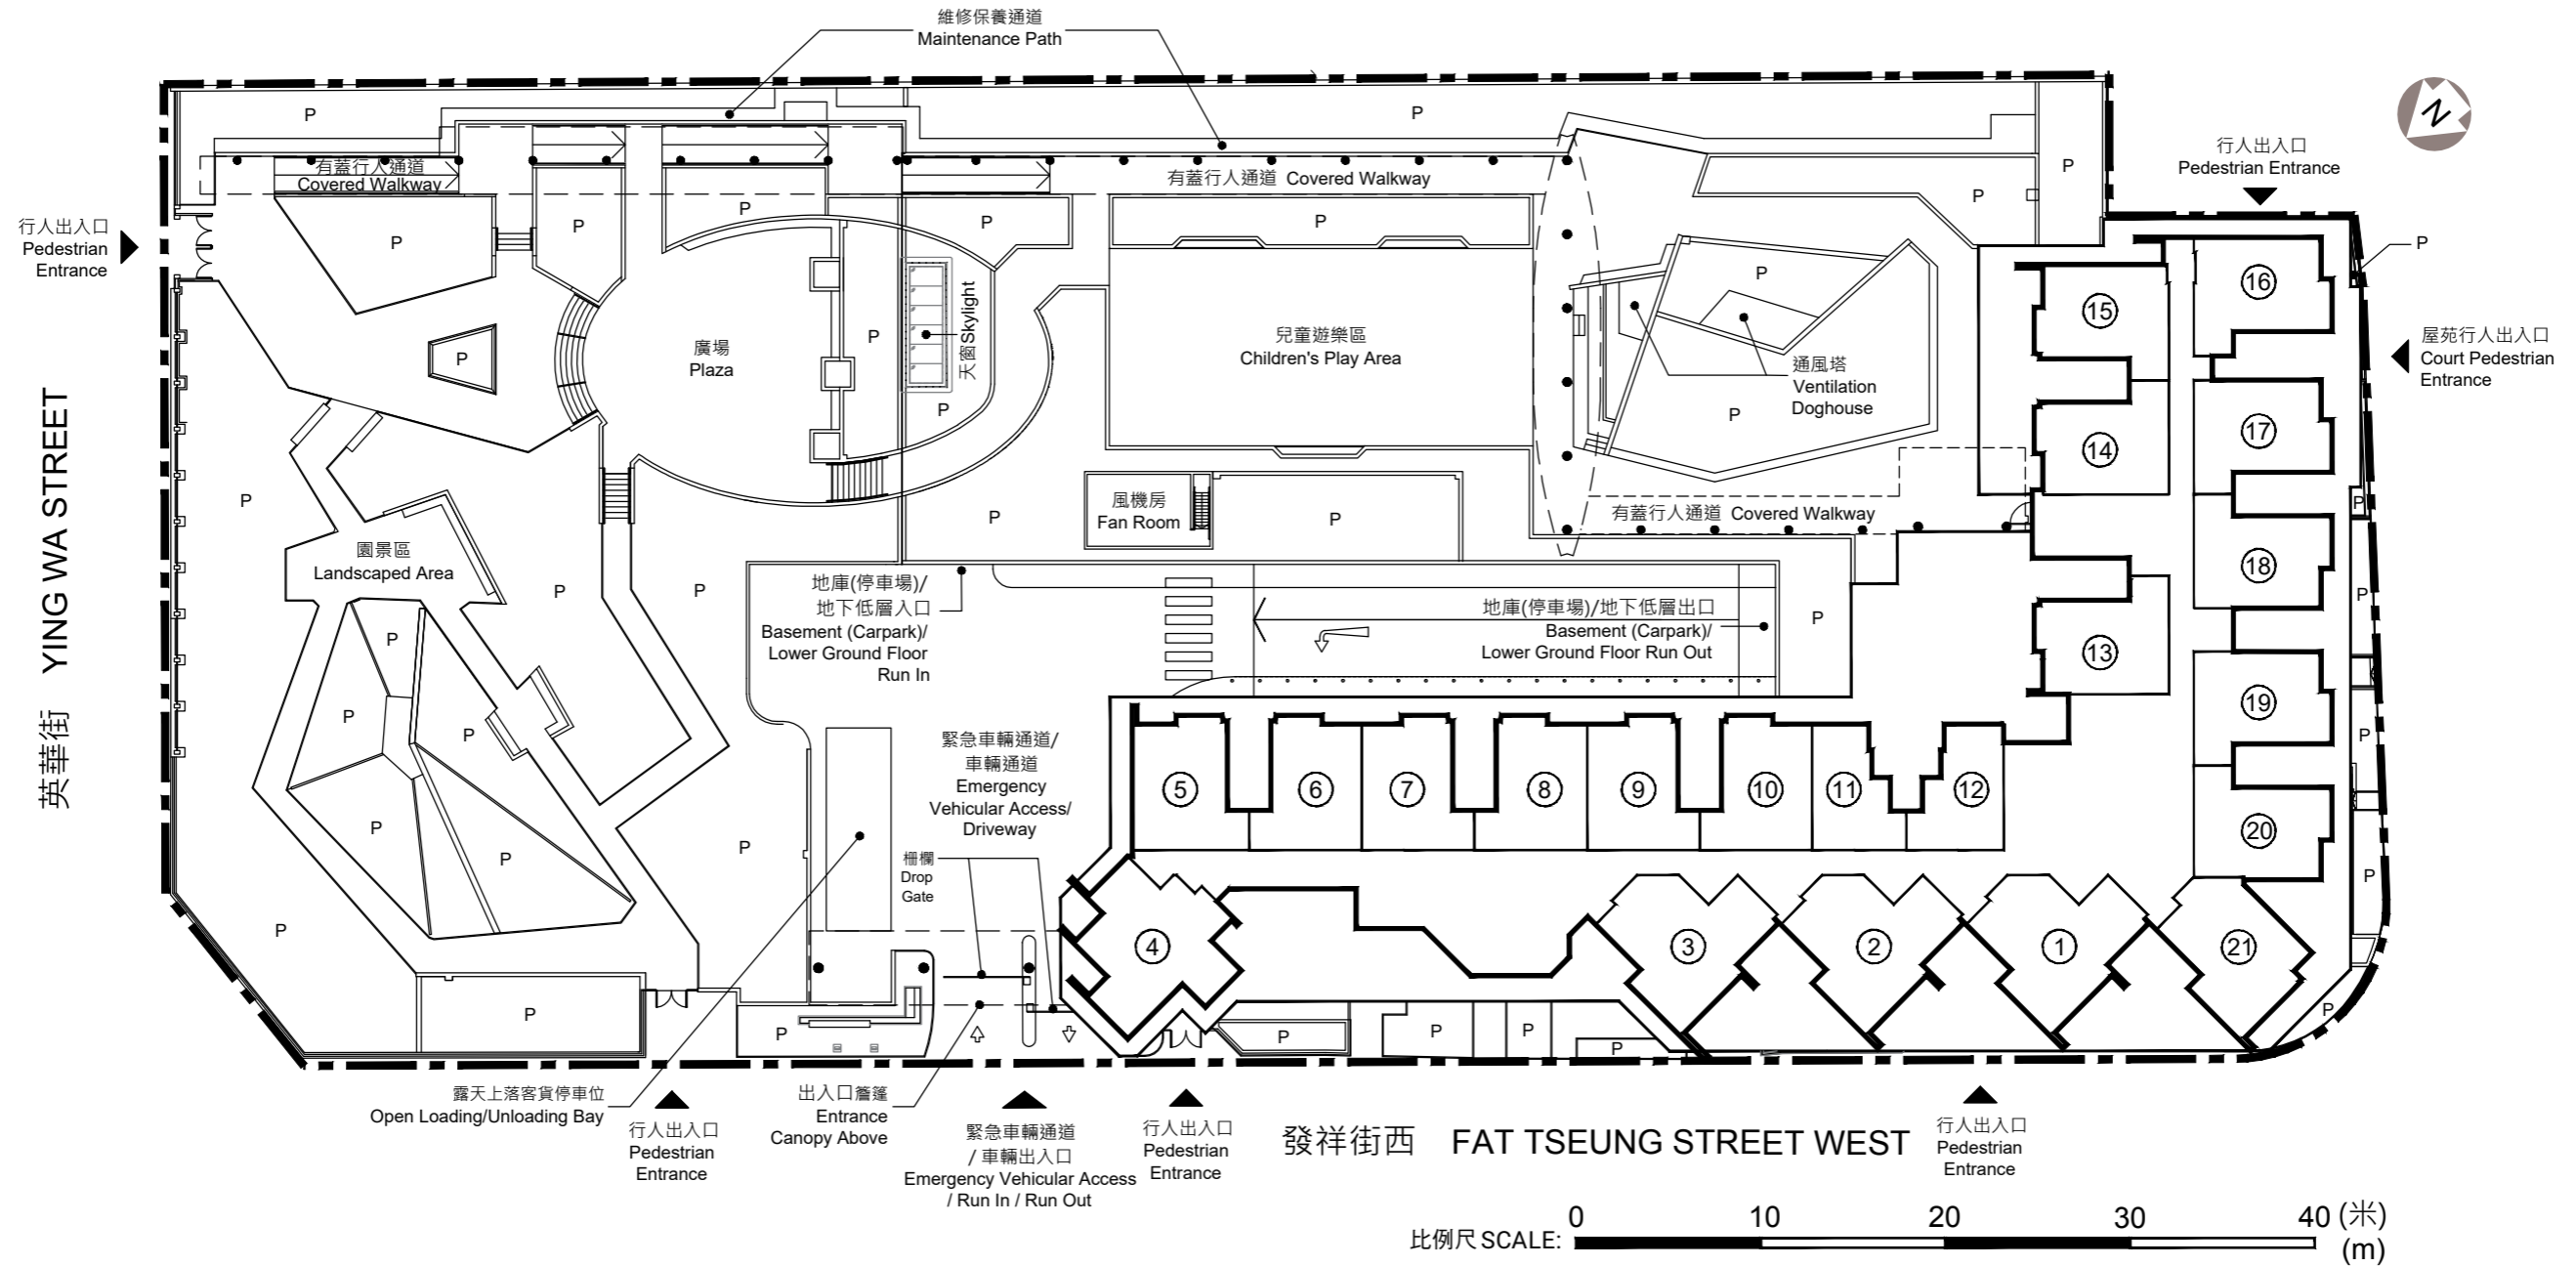 維修保養通道
Maintenance Path
P
P
N
行人出入口
Pedestrian Entrance
有蓋行人通道
Covered Walkway
有蓋行人通道 Covered Walkway
P
P
P
P
P
P
P
行人出入口
Pedestrian
Entrance
P
P
天窗Skylight
P
P
廣場
Plaza
P
兒童遊樂區
Children's Play Area
P
通風塔
Ventilation
Doghouse
P
15
16
14
17
屋苑行人出入口
Court Pedestrian
Entrance
英華街 YING WA STREET
P
P
風機房
Fan Room
P
有蓋行人通道 Covered Walkway
P
園景區
Landscaped Area
P
P
地庫(停車場)/
地下低層入口
Basement (Carpark)/
Lower Ground Floor
Run In
地庫(停車場)/地下低層出口
Basement (Carpark)/
Lower Ground Floor Run Out
P
18
P
13
19
P
P
P
P
P
P
P
緊急車輛通道/
車輛通道
Emergency
Vehicular Access/
Driveway
5
6
7
8
9
10
11
12
20
P
柵欄
Drop
Gate
P
4
3
2
1
21
P
P
P
P
P
P
P
露天上落客貨停車位
Open Loading/Unloading Bay
行人出入口
Pedestrian
Entrance
出入口簷篷
Entrance
Canopy Above
緊急車輛通道
/ 車輛出入口
Emergency Vehicular Access
/ Run In / Run Out
行人出入口
Pedestrian
Entrance
發祥街西 FAT TSEUNG STREET WEST
行人出入口
Pedestrian
Entrance
比例尺 SCALE:
0 10 20 30 40 (米)
(m)